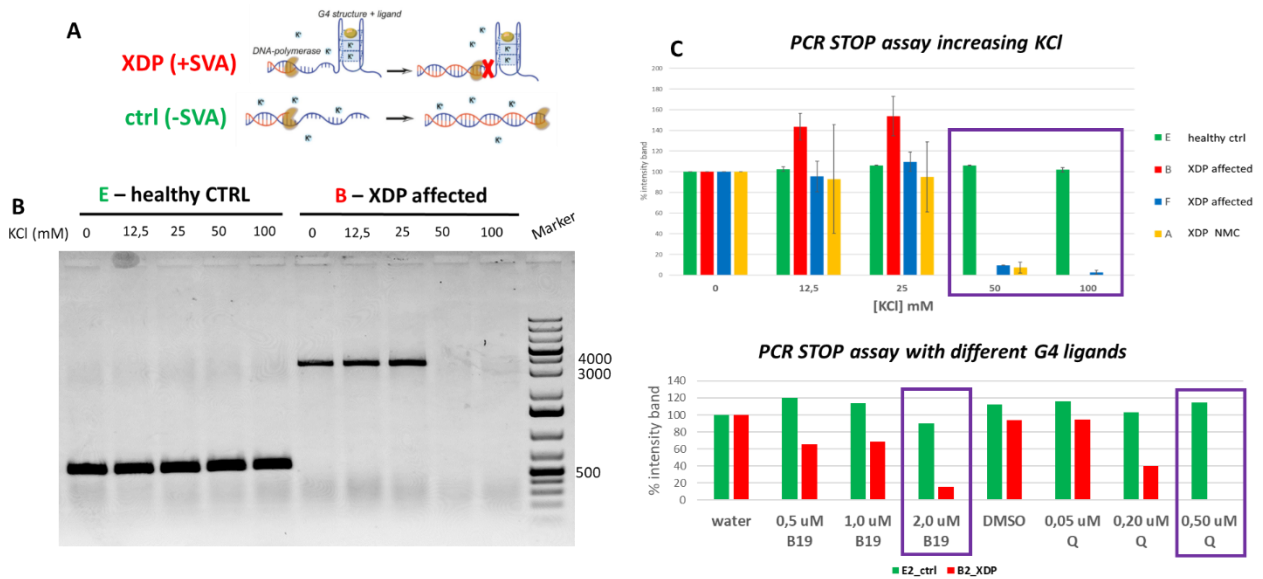 A
G4 structure + ligand
K⁺ K⁺ K⁺ K⁺ K⁺ K⁺
DNA-polymerase
XDP (+SVA)
ctrl (-SVA)
K⁺ K⁺ K⁺ K⁺ K⁺ K⁺
B
E – healthy CTRL
B – XDP affected
KCl (mM) 0 12,5 25 50 100 0 12,5 25 50 100 Marker
4000
3000
500
C
PCR STOP assay increasing KCl
% intensity band
200
180
160
140
120
100
80
60
40
20
0
0 12,5 25 50 100
[KCl] mM
E healthy ctrl
B XDP affected
F XDP affected
A XDP NMC
PCR STOP assay with different G4 ligands
% intensity band
140
120
100
80
60
40
20
0
water 0,5 uM 1,0 uM 2,0 uM DMSO 0,05 uM 0,20 uM 0,50 uM
B19 B19 B19 Q Q Q
E2_ctrl B2_XDP